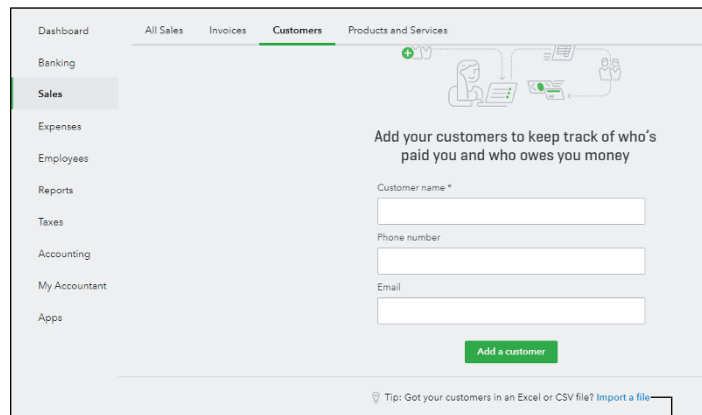 Dashboard
Banking
Sales
Expenses
Employees
Reports
Taxes
Accounting
My Accountant
Apps
All Sales Invoices Customers Products and Services
Add your customers to keep track of who's
paid you and who owes you money
Customer name *
Phone number
Email
Add a customer
Tip: Got your customers in an Excel or CSV file? Import a file